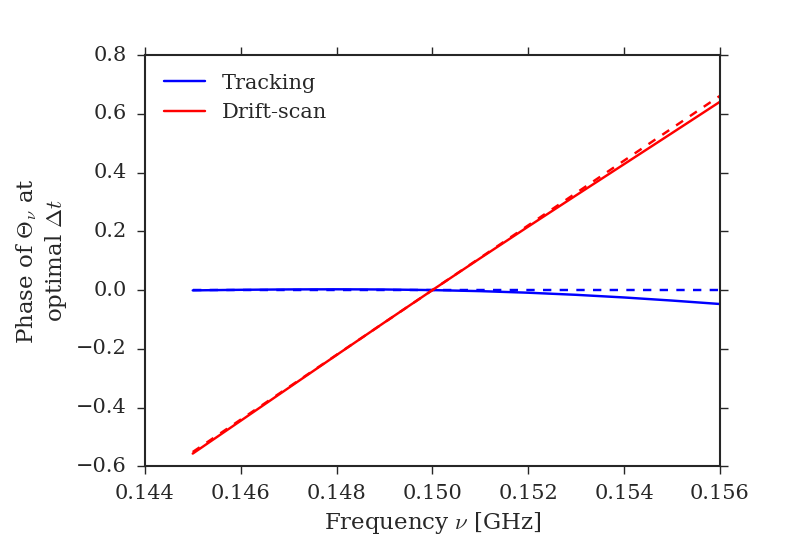 0.8
Tracking
Drift-scan
0.6
0.4
0.2
0.0
−0.2
−0.4
−0.6
Phase of Θν at
optimal Δt
0.144 0.146 0.148 0.150 0.152 0.154 0.156
Frequency ν [GHz]